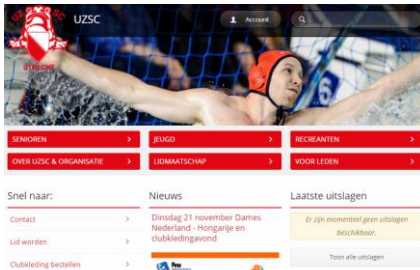 UZSC
Account
UTRECHT
SENIOREN
JEUGD
RECREANTEN
OVER UZSC & ORGANISATIE
LIDMAATSCHAP
VOOR LEDEN
Snel naar:
Contact
Lid worden
Clubkleding bestellen
Nieuws
Dinsdag 21 november Dames
Nederland - Hongarije en
clubkledingavond
Laatste uitslagen
Er zijn momenteel geen uitslagen
beschikbaar.
Toon alle uitslagen